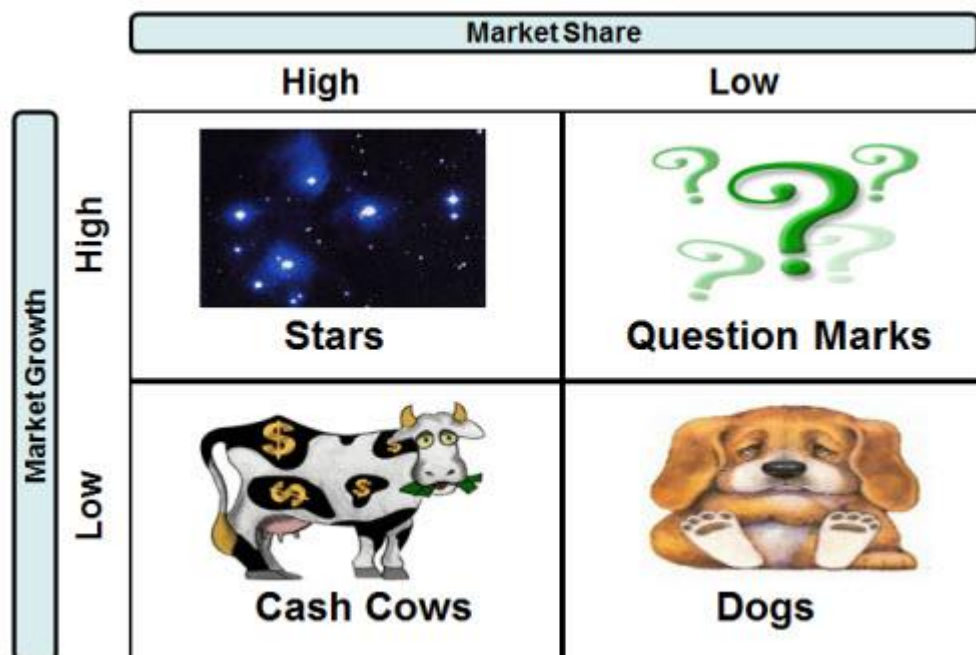 Market Share
High Low
Market Growth
High
Stars
Question Marks
Low
$ $ $ $
Cash Cows
Dogs